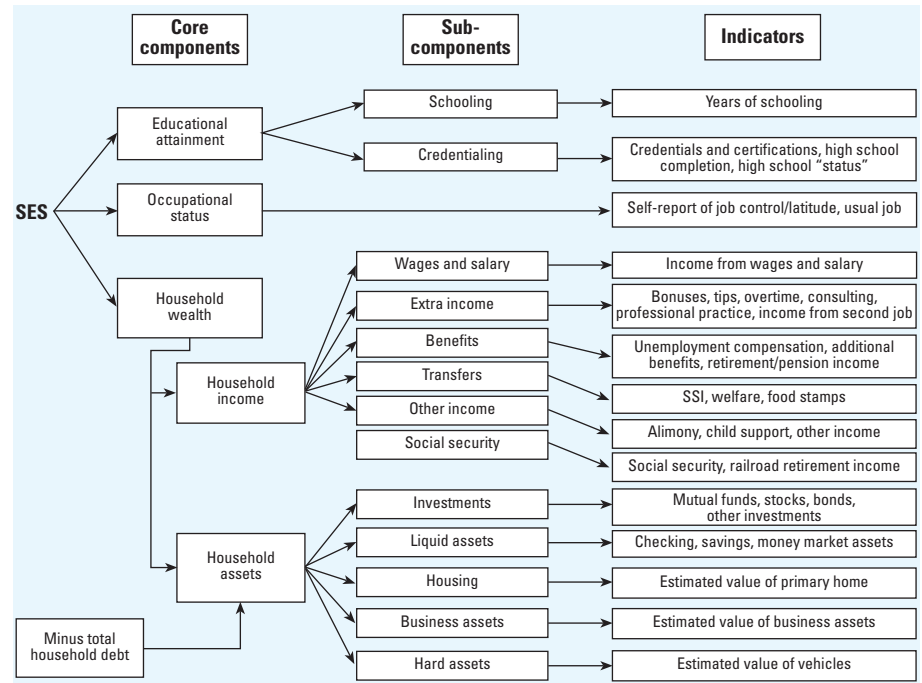 Core
components
Sub-
components
Indicators
SES
Educational
attainment
Schooling
Years of schooling
Credentialing
Credentials and certifications, high school
completion, high school “status”
Occupational
status
Self-report of job control/latitude, usual job
Household
wealth
Household
income
Wages and salary
Income from wages and salary
Extra income
Bonuses, tips, overtime, consulting,
professional practice, income from second job
Benefits
Unemployment compensation, additional
benefits, retirement/pension income
Transfers
SSI, welfare, food stamps
Other income
Alimony, child support, other income
Social security
Social security, railroad retirement income
Household
assets
Investments
Mutual funds, stocks, bonds,
other investments
Liquid assets
Checking, savings, money market assets
Housing
Estimated value of primary home
Business assets
Estimated value of business assets
Hard assets
Estimated value of vehicles
Minus total
household debt